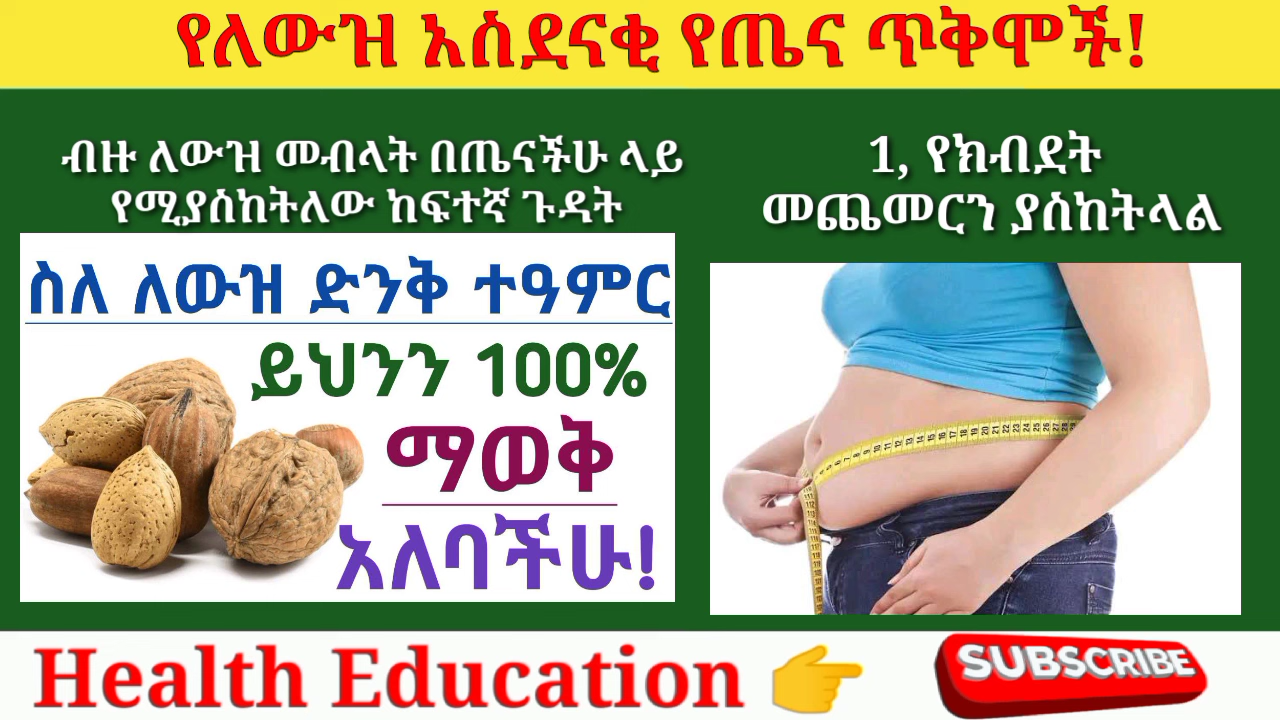 የለውዝ አስደናቂ የጤና ጥቅሞች!
ብዙ ለውዝ መብላት በጤናችሁ ላይ
የሚያስከትለው ከፍተኛ ጉዳት
ስለ ለውዝ ድንቅ ተዓምር
ይህንን 100%
ማወቅ
አለባችሁ!
1, የክብደት
መጨመርን ያስከትላል
Health Education
SUBSCRIBE